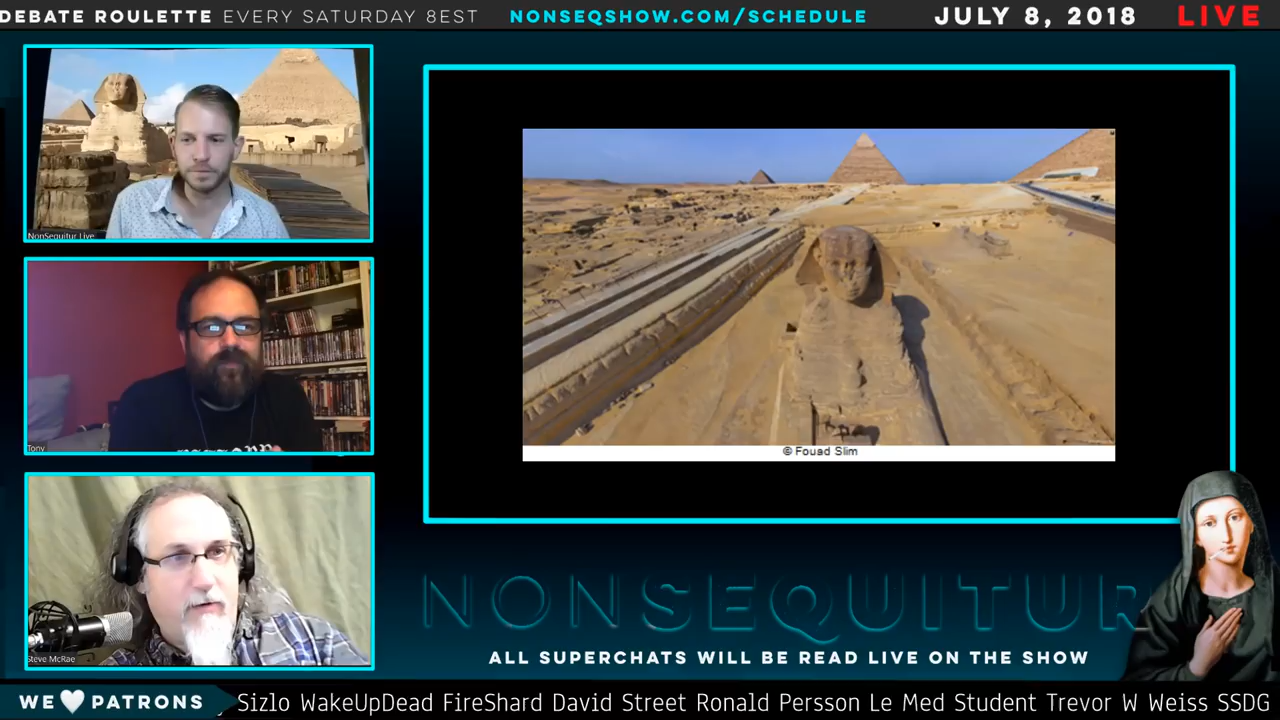 DEBATE ROULETTE EVERY SATURDAY 8EST NONSEQSHOW.COM/SCHEDULE JULY 8, 2018 LIVE
NonSequitur Live
Tony
Steve McRae
© Fouad Slim
NONSEQUITUR
ALL SUPERCHATS WILL BE READ LIVE ON THE SHOW
WE PATRONS Sizlo WakeUpDead FireShard David Street Ronald Persson Le Med Student Trevor W Weiss SSDG